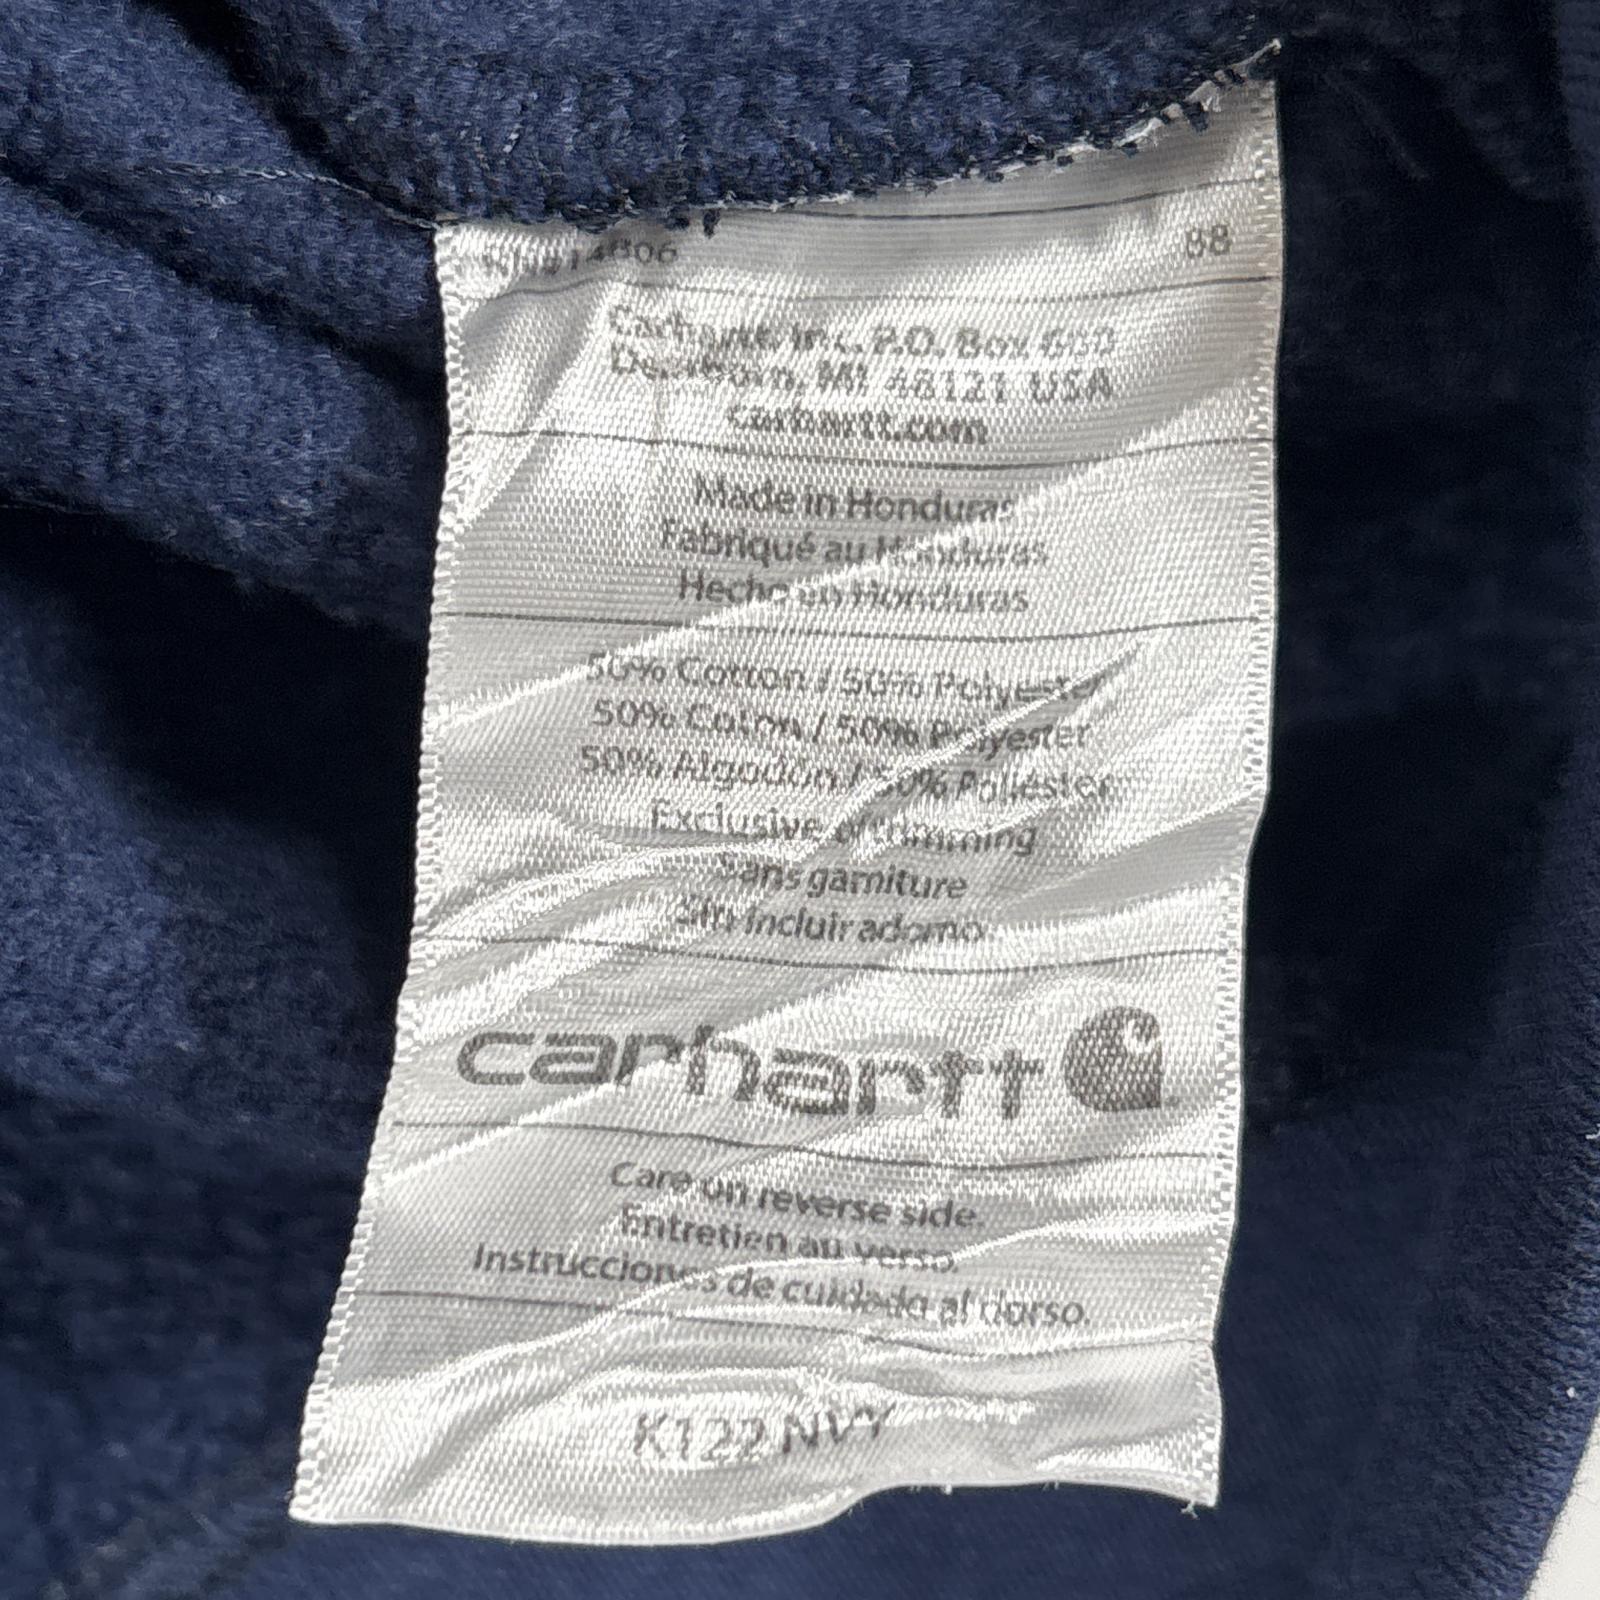 88
Carhartt, Inc. P.O. Box 600
Dearborn, MI 48121 USA
carhartt.com
Made in Honduras
Fabriqué au Honduras
Hecho en Honduras
50% Cotton / 50% Polyester
50% Coton / 50% Polyester
50% Algodón / 50% Poliéster
Exclusive of trimming
Sans garniture
Sin incluir adorno
carhartt
Care on reverse side.
Entretien au verso.
Instrucciones de cuidado al dorso.
K122 NVY